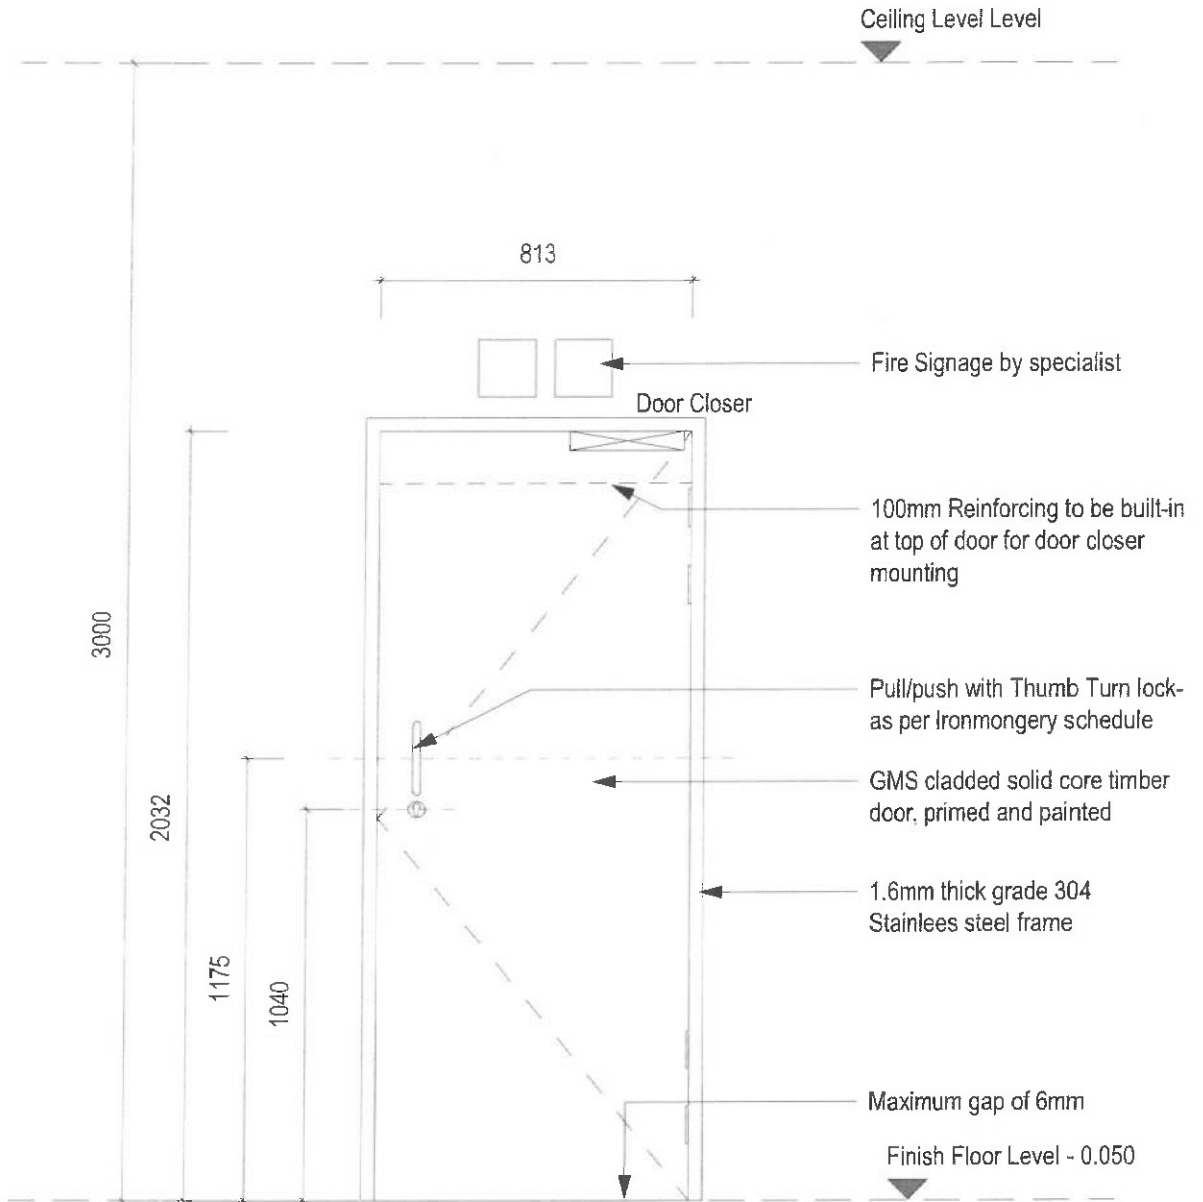 Ceiling Level Level
813
Fire Signage by specialist
Door Closer
100mm Reinforcing to be built-in
at top of door for door closer
mounting
3000
Pull/push with Thumb Turn lock-
as per Ironmongery schedule
GMS cladded solid core timber
door, primed and painted
2032
1.6mm thick grade 304
Stainlees steel frame
1175
1040
Maximum gap of 6mm
Finish Floor Level - 0.050